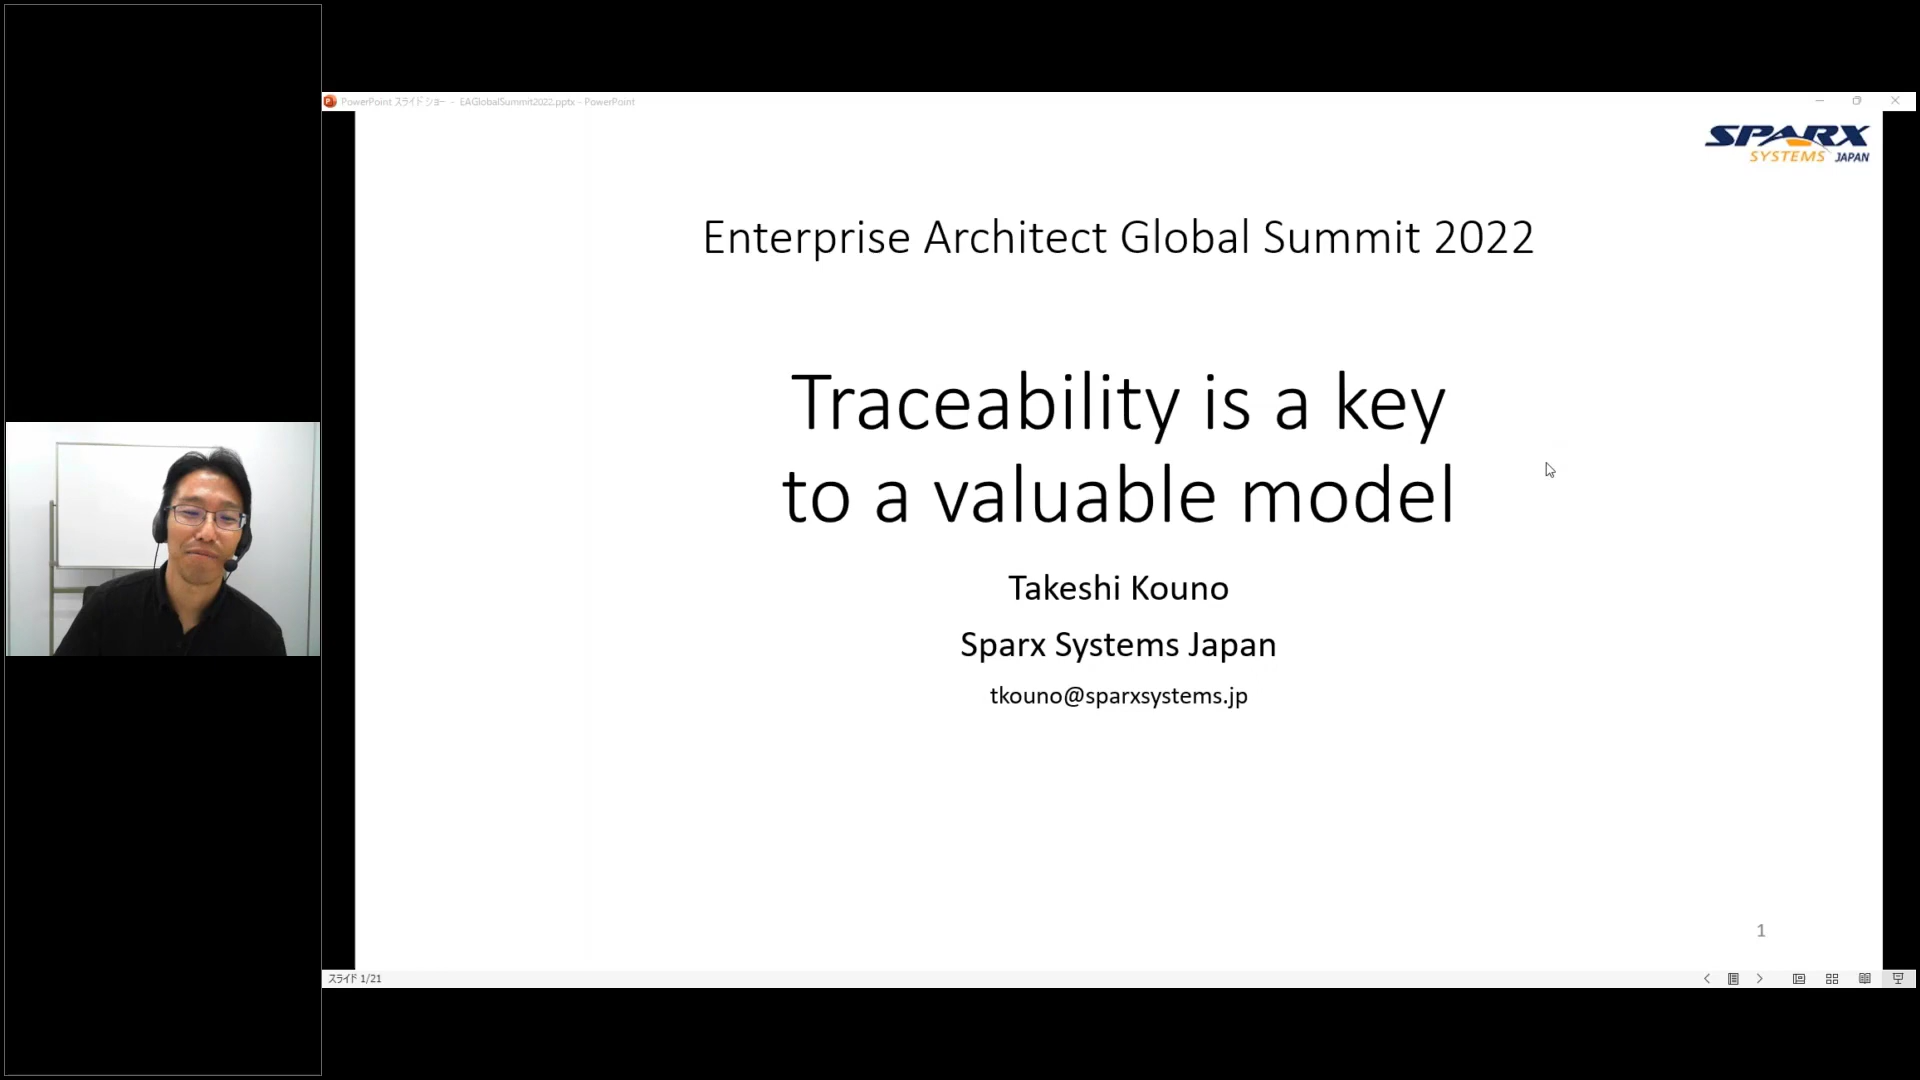 PowerPoint スライド ショー - EAGlobalSummit2022.pptx - PowerPoint
SPARX
SYSTEMS JAPAN
Enterprise Architect Global Summit 2022
Traceability is a key
to a valuable model
Takeshi Kouno
Sparx Systems Japan
tkouno@sparxsystems.jp
1
スライド 1/21